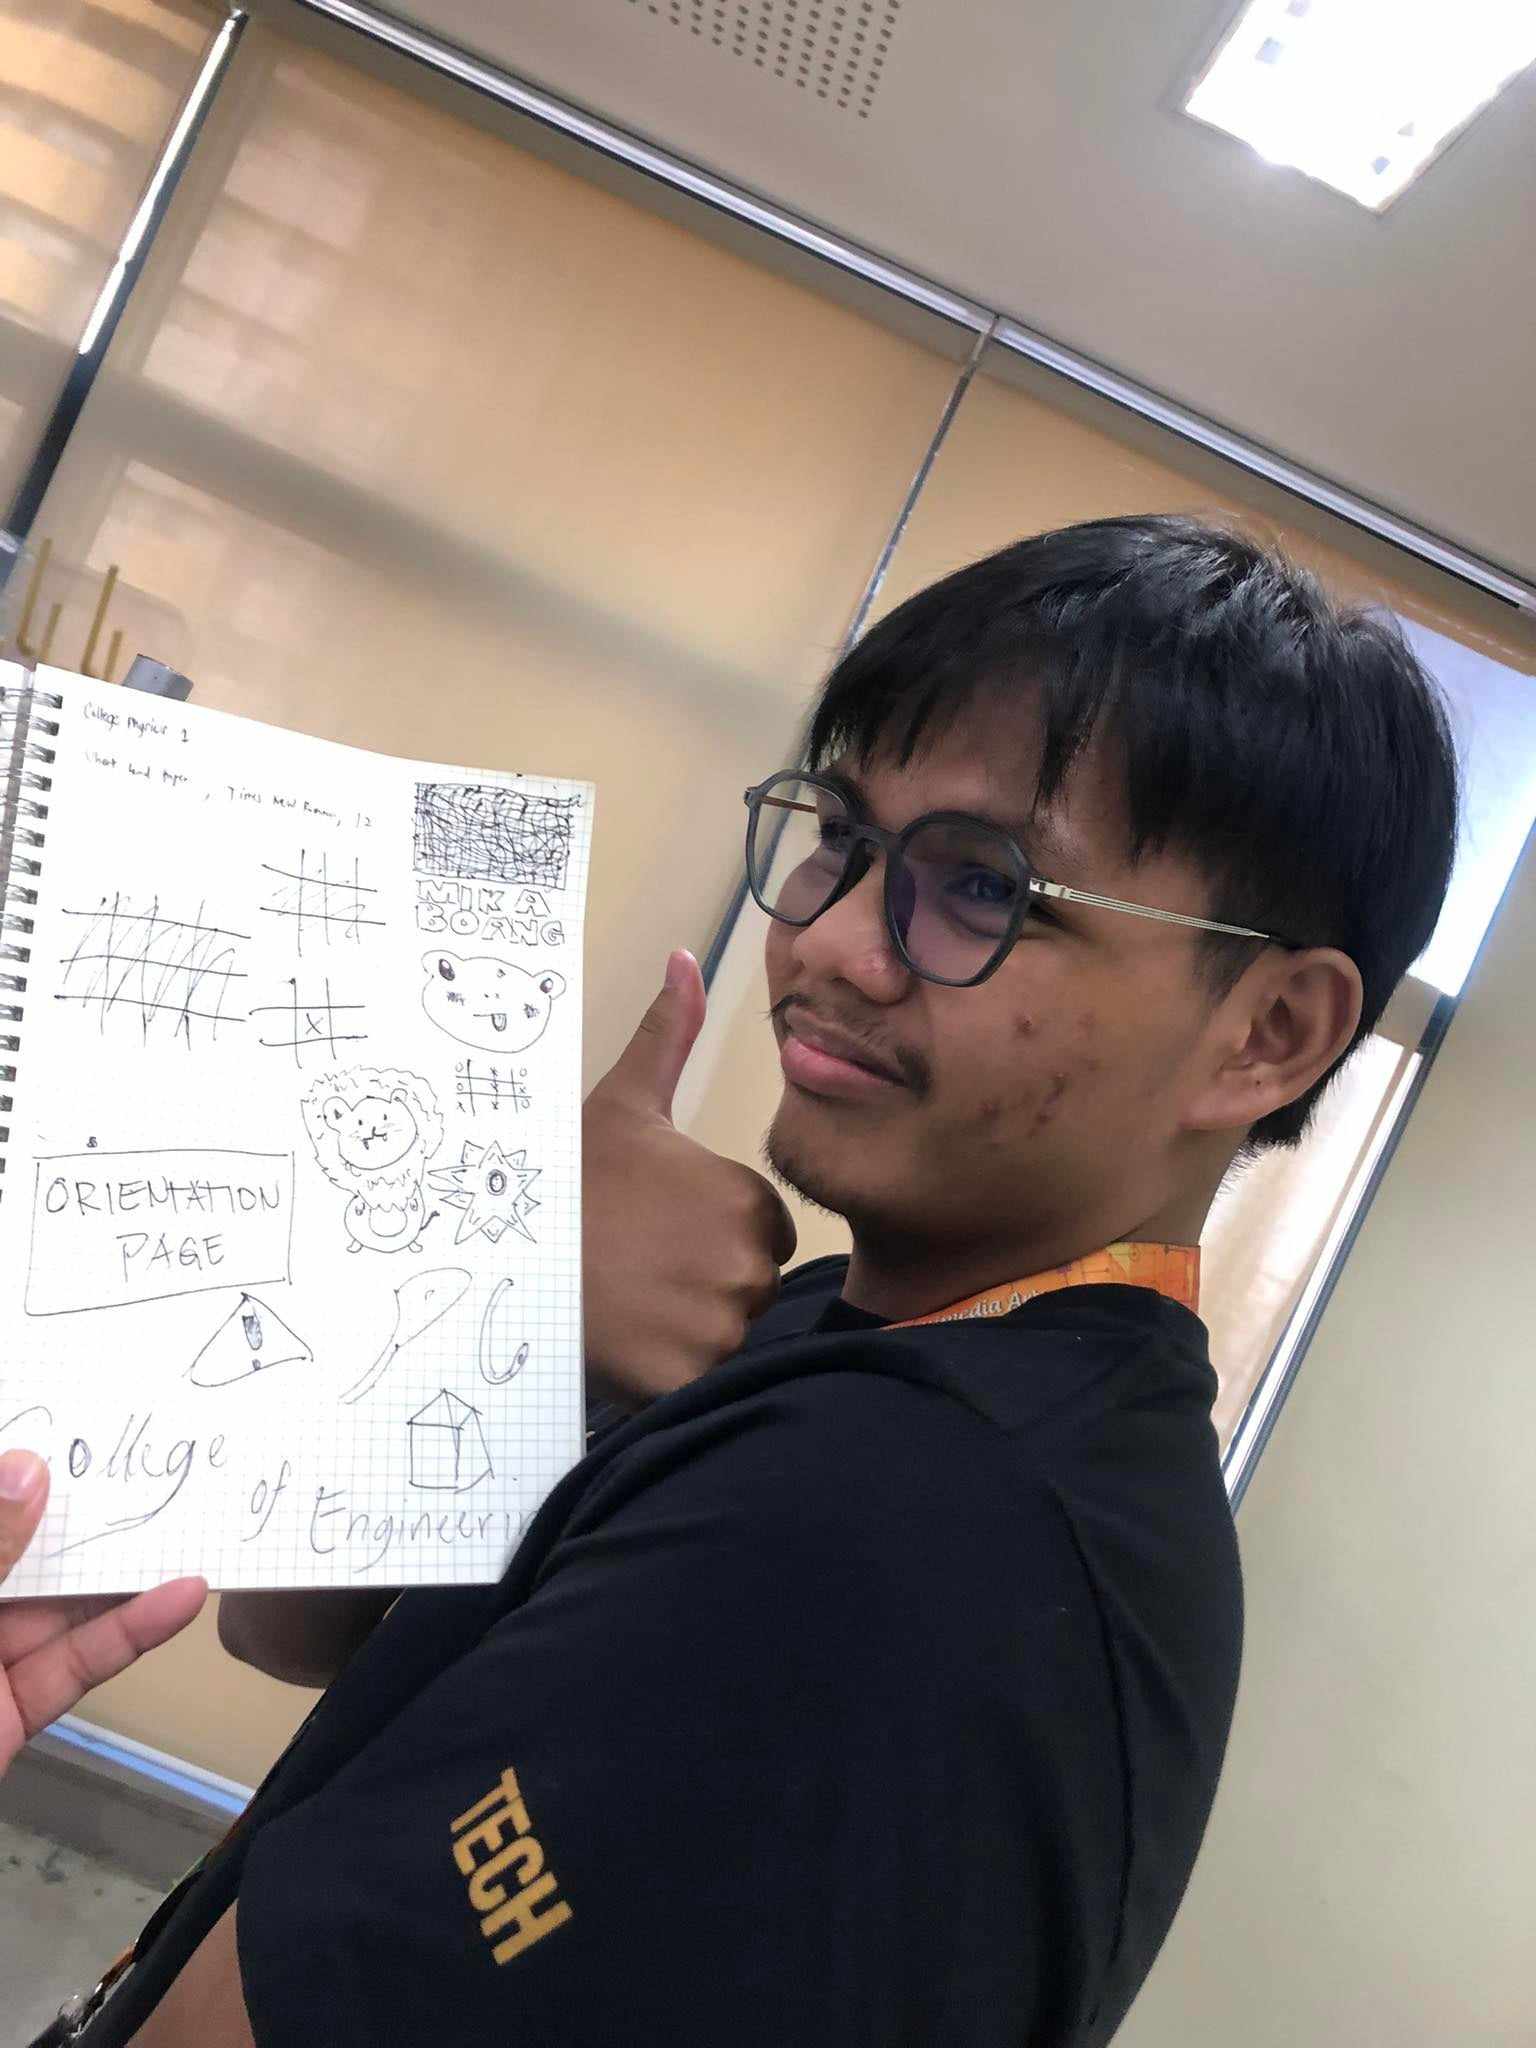 College Physics 1
Short bond paper, Times New Roman, 12
MIKA
BOANG
ORIENTATION
PAGE
College
of Engineerin
media Art
TECH